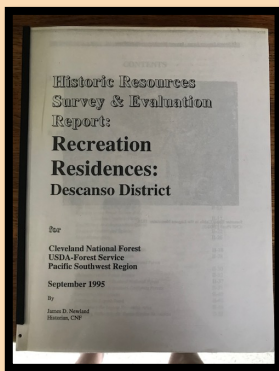 Historic Resources
Survey & Evaluation
Report:
Recreation
Residences:
Descanso District
for
Cleveland National Forest
USDA-Forest Service
Pacific Southwest Region
September 1995
By
James D. Newland
Historian, CNF